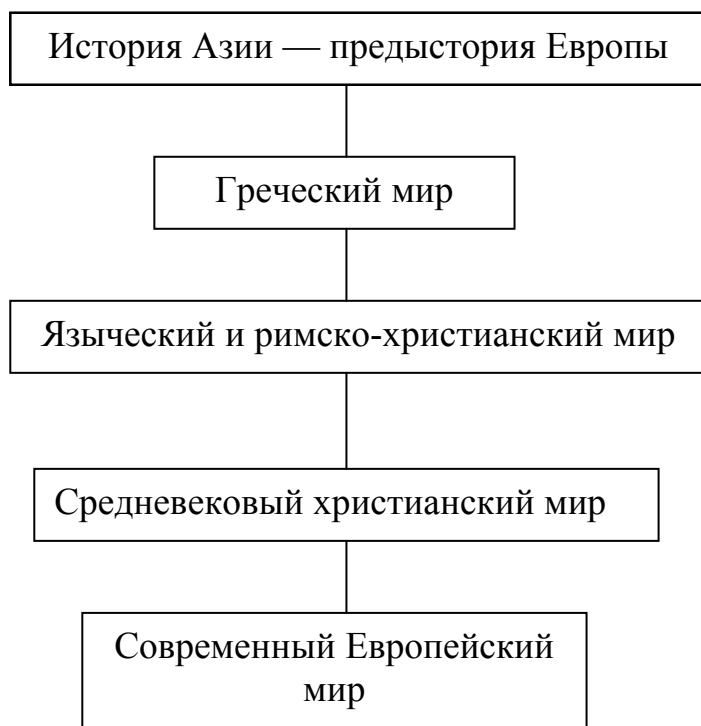 История Азии — предыстория Европы
Греческий мир
Языческий и римско-христианский мир
Средневековый христианский мир
Современный Европейский
мир